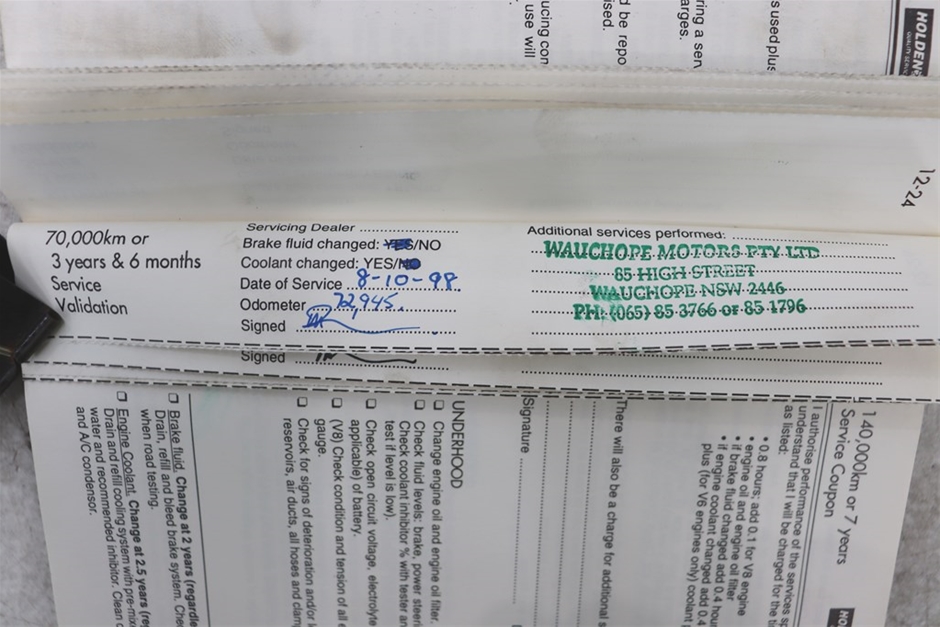 HOLDEN
QUALITY SERVICE
s used plus
ring a serv
arges.
d be repo
ised.
ucing con
use will
12-24
70,000km or
3 years & 6 months
Service
Validation
Servicing Dealer
Brake fluid changed: YES/NO
Coolant changed: YES/NO
Date of Service 8-10-98
Odometer 72,945
Signed
Additional services performed:
WAUCHOPE MOTORS PTY LTD
85 HIGH STREET
WAUCHOPE NSW 2446
PH: (065) 85 3766 or 85 1796
Signed
140,000km or 7 years
Service Coupon
I authorise performance of the services sp
understand that I will be charged for the ti
as listed:
• 0.8 hours; add 0.1 for V8 engine
• engine oil and engine oil filter
• if brake fluid changed add 0.4 hour
• if engine coolant changed add 0.4
plus (for V6 engines only) coolant
There will also be a charge for additional s
Signature
UNDERHOOD
❑ Change engine oil and engine oil filter.
❑ Check fluid levels: brake, power steeri
Check coolant inhibitor % with tester an
test if level is low).
❑ Check open circuit voltage, electrolyte
applicable) of battery.
❑ (V8) Check condition and tension of all e
gauge.
❑ Check for signs of deterioration and/or l
reservoirs, air ducts, all hoses and clam
❑ Brake fluid. Change at 2 years (regardle
Drain, refill and bleed brake system. Che
when road testing.
❑ Engine Coolant. Change at 2.5 years (re
Drain and refill cooling system with pre-mixe
water and recommended inhibitor. Clean o
and A/C condensor.